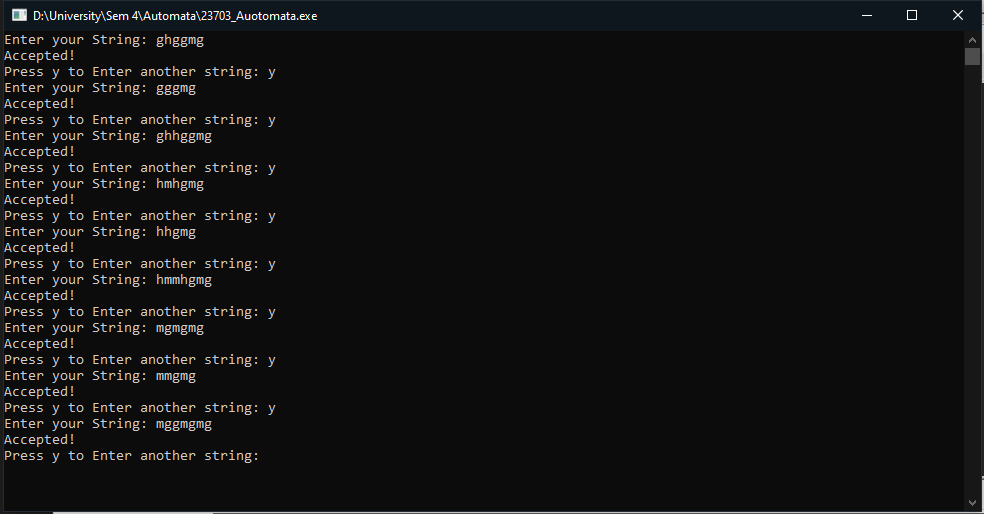 D:\University\Sem 4\Automata\23703_Auotomata.exe
Enter your String: ghggmg
Accepted!
Press y to Enter another string: y
Enter your String: gggmg
Accepted!
Press y to Enter another string: y
Enter your String: ghhggmg
Accepted!
Press y to Enter another string: y
Enter your String: hmhgmg
Accepted!
Press y to Enter another string: y
Enter your String: hhgmg
Accepted!
Press y to Enter another string: y
Enter your String: hmmhgmg
Accepted!
Press y to Enter another string: y
Enter your String: mgmgmg
Accepted!
Press y to Enter another string: y
Enter your String: mmgmg
Accepted!
Press y to Enter another string: y
Enter your String: mggmgmg
Accepted!
Press y to Enter another string: